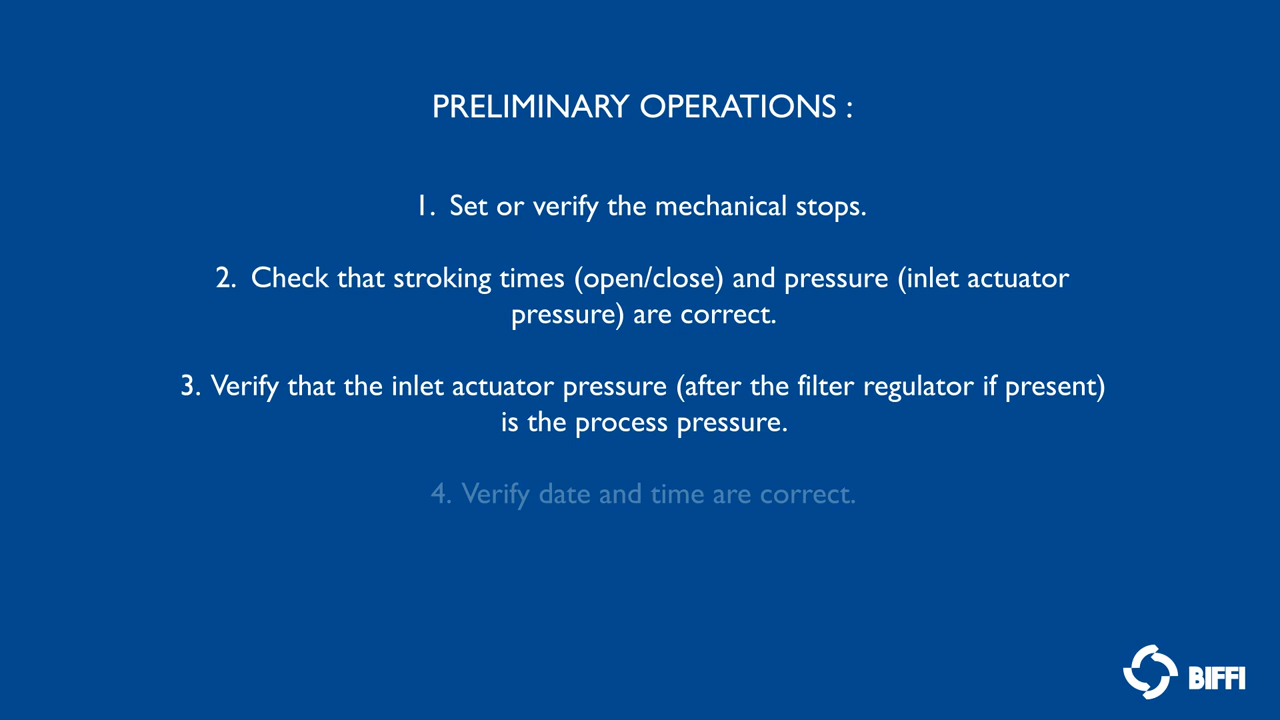 PRELIMINARY OPERATIONS :
1. Set or verify the mechanical stops.
2. Check that stroking times (open/close) and pressure (inlet actuator
pressure) are correct.
3. Verify that the inlet actuator pressure (after the filter regulator if present)
is the process pressure.
4. Verify date and time are correct.
BIFFI